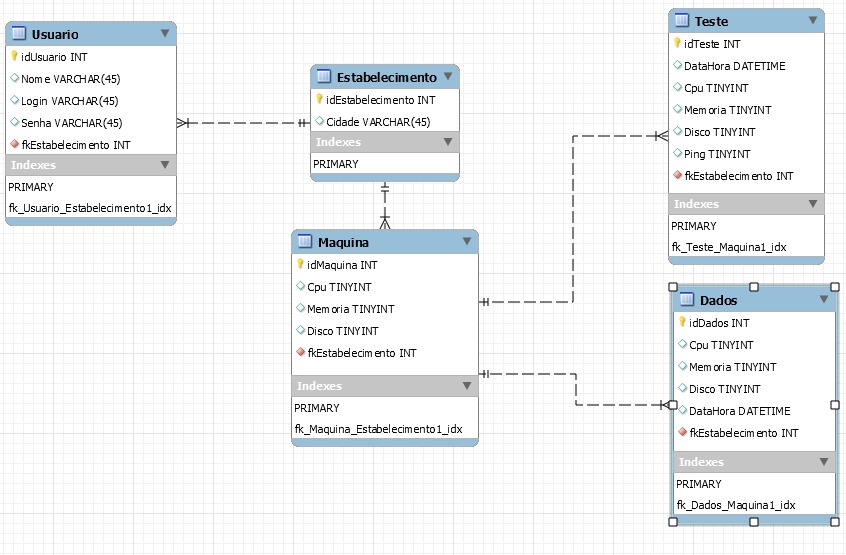 Usuario
idUsuario INT
Nome VARCHAR(45)
Login VARCHAR(45)
Senha VARCHAR(45)
fkEstabelecimento INT
Indexes
PRIMARY
fk_Usuario_Estabelecimento1_idx
Estabelecimento
idEstabelecimento INT
Cidade VARCHAR(45)
Indexes
PRIMARY
Maquina
idMaquina INT
Cpu TINYINT
Memoria TINYINT
Disco TINYINT
fkEstabelecimento INT
Indexes
PRIMARY
fk_Maquina_Estabelecimento1_idx
Teste
idTeste INT
DataHora DATETIME
Cpu TINYINT
Memoria TINYINT
Disco TINYINT
Ping TINYINT
fkEstabelecimento INT
Indexes
PRIMARY
fk_Teste_Maquina1_idx
Dados
idDados INT
Cpu TINYINT
Memoria TINYINT
Disco TINYINT
DataHora DATETIME
fkEstabelecimento INT
Indexes
PRIMARY
fk_Dados_Maquina1_idx